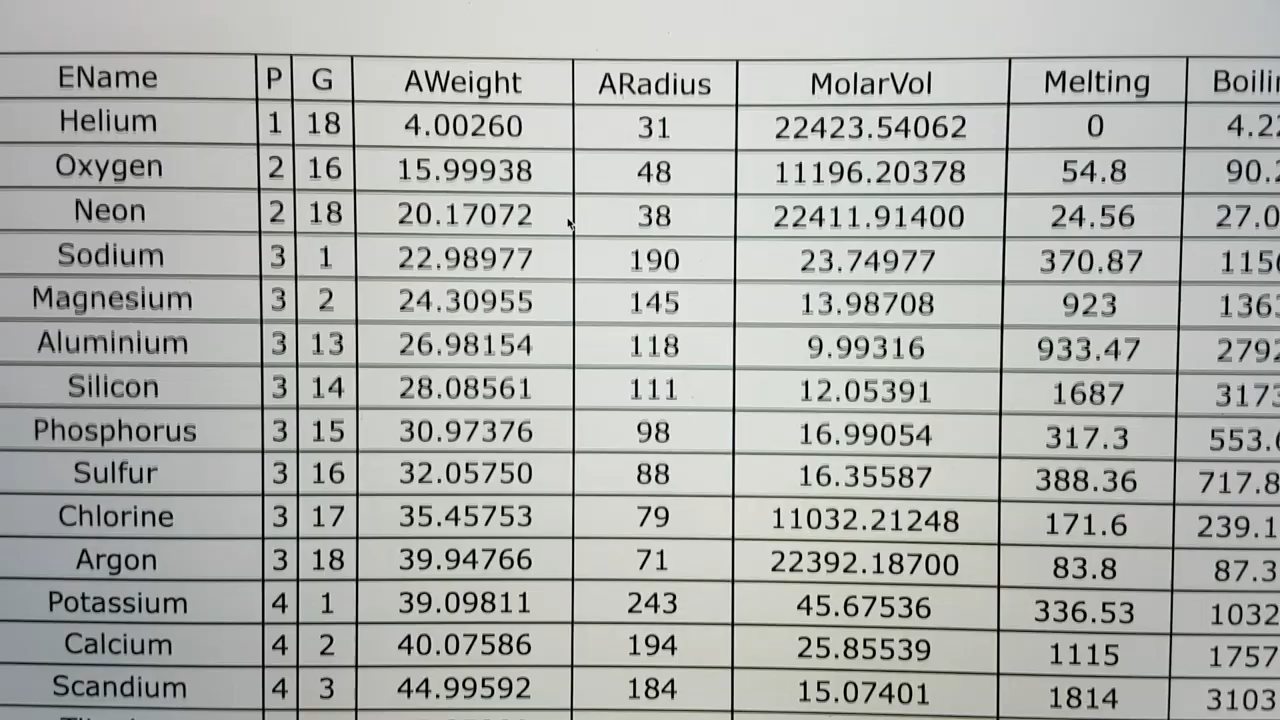 EName P G AWeight ARadius MolarVol Melting
Helium 1 18 4.00260 31 22423.54062 0
Oxygen 2 16 15.99938 48 11196.20378 54.8
Neon 2 18 20.17072 38 22411.91400 24.56
Sodium 3 1 22.98977 190 23.74977 370.87
Magnesium 3 2 24.30955 145 13.98708 923
Aluminium 3 13 26.98154 118 9.99316 933.47
Silicon 3 14 28.08561 111 12.05391 1687
Phosphorus 3 15 30.97376 98 16.99054 317.3
Sulfur 3 16 32.05750 88 16.35587 388.36
Chlorine 3 17 35.45753 79 11032.21248 171.6
Argon 3 18 39.94766 71 22392.18700 83.8
Potassium 4 1 39.09811 243 45.67536 336.53
Calcium 4 2 40.07586 194 25.85539 1115
Scandium 4 3 44.99592 184 15.07401 1814